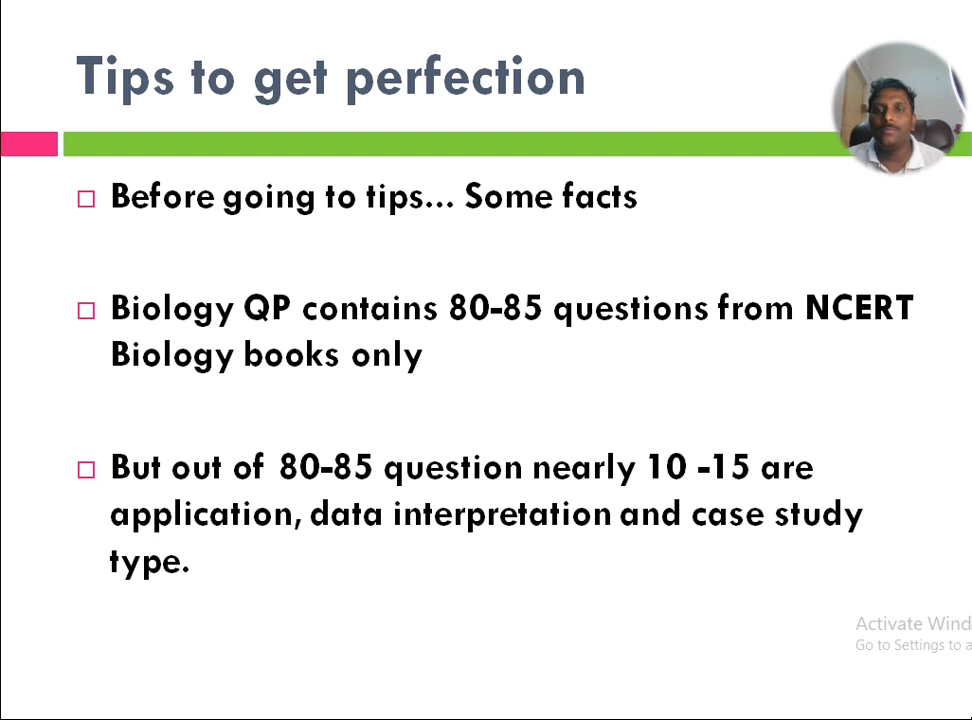 Tips to get perfection
Before going to tips... Some facts
Biology QP contains 80-85 questions from NCERT
Biology books only
But out of 80-85 question nearly 10 -15 are
application, data interpretation and case study
type.
Activate Wind
Go to Settings to a